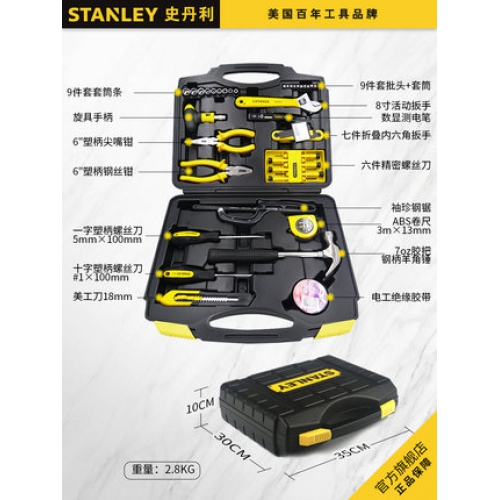 STANLEY 史丹利
美国百年工具品牌
9件套套筒条
旋具手柄
6"塑柄尖嘴钳
6"塑柄钢丝钳
一字塑柄螺丝刀
5mm×100mm
十字塑柄螺丝刀
#1×100mm
美工刀18mm
9件套批头+套筒
8寸活动扳手
数显测电笔
七件折叠内六角扳手
六件精密螺丝刀
袖珍钢锯
ABS卷尺
3m×13mm
7oz胶把
钢柄羊角锤
电工绝缘胶带
STANLEY
10CM
30CM
35CM
重量：2.8KG
官方旗舰店
正品保障